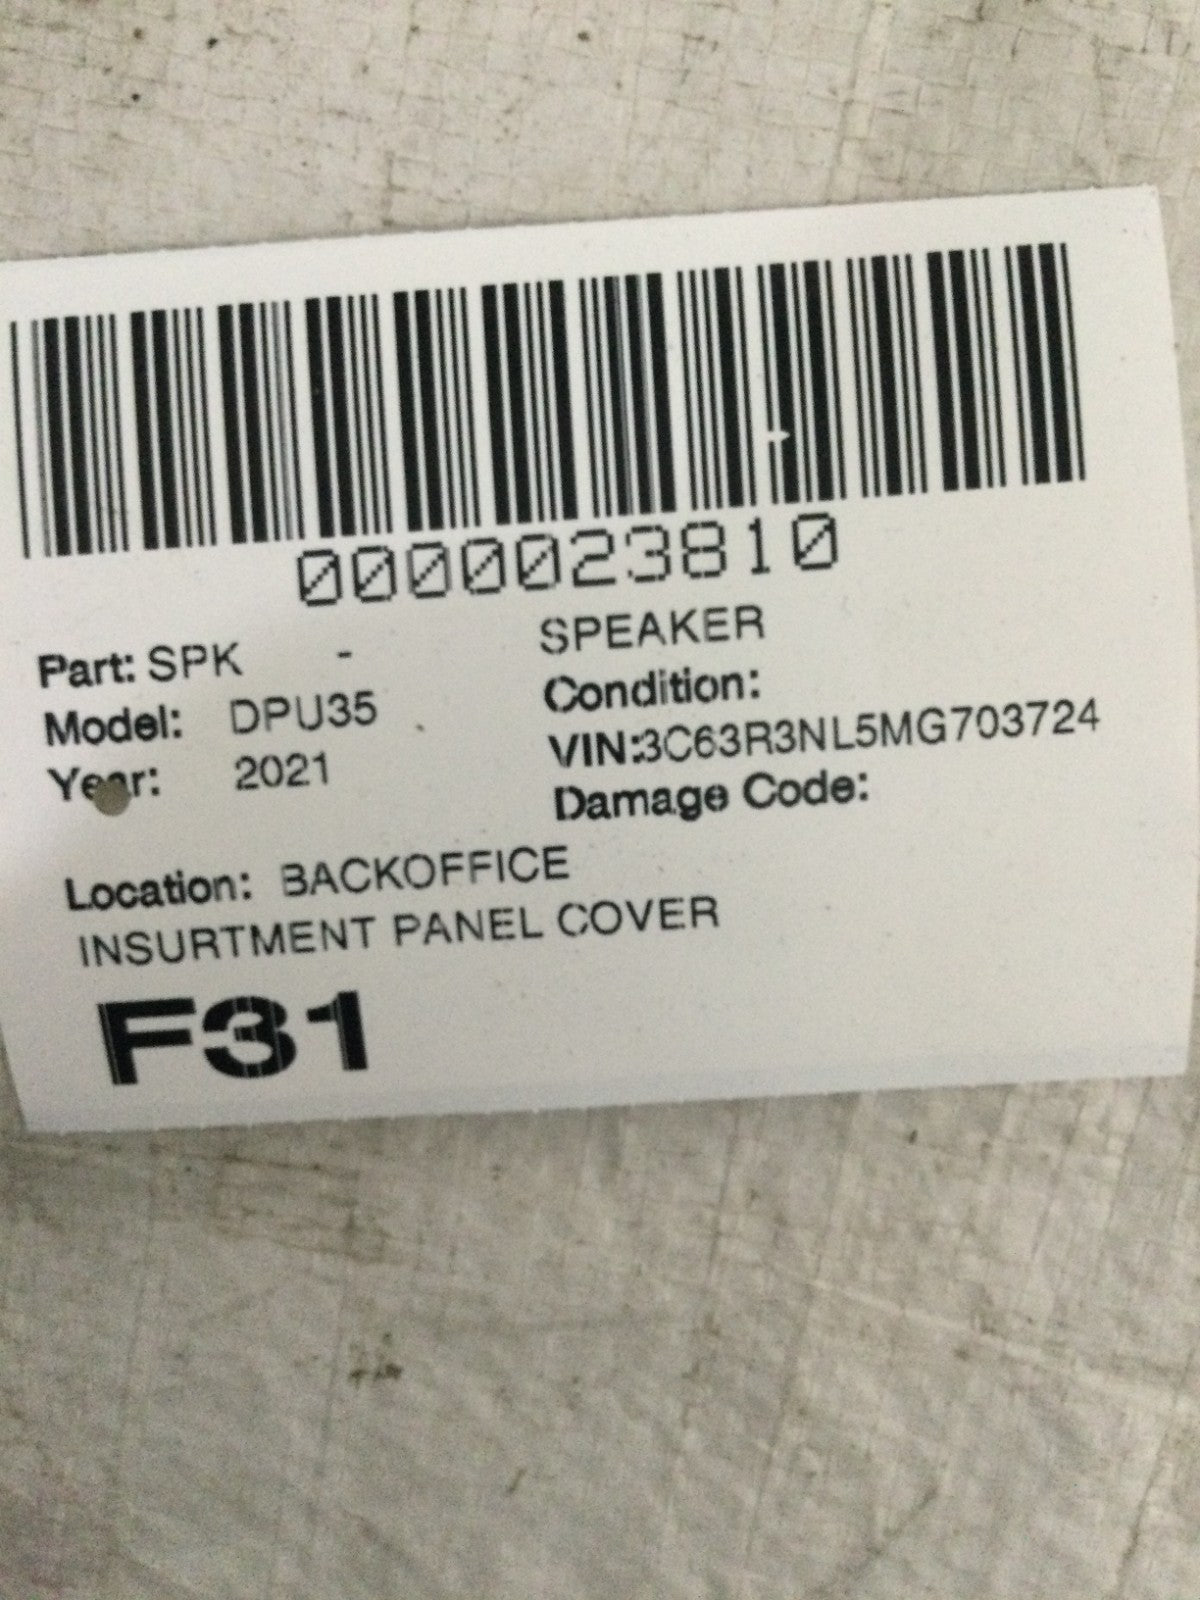 0000023810
Part: SPK - SPEAKER
Model: DPU35 Condition:
Year: 2021 VIN:3C63R3NL5MG703724
Damage Code:
Location: BACKOFFICE
INSURTMENT PANEL COVER
F31